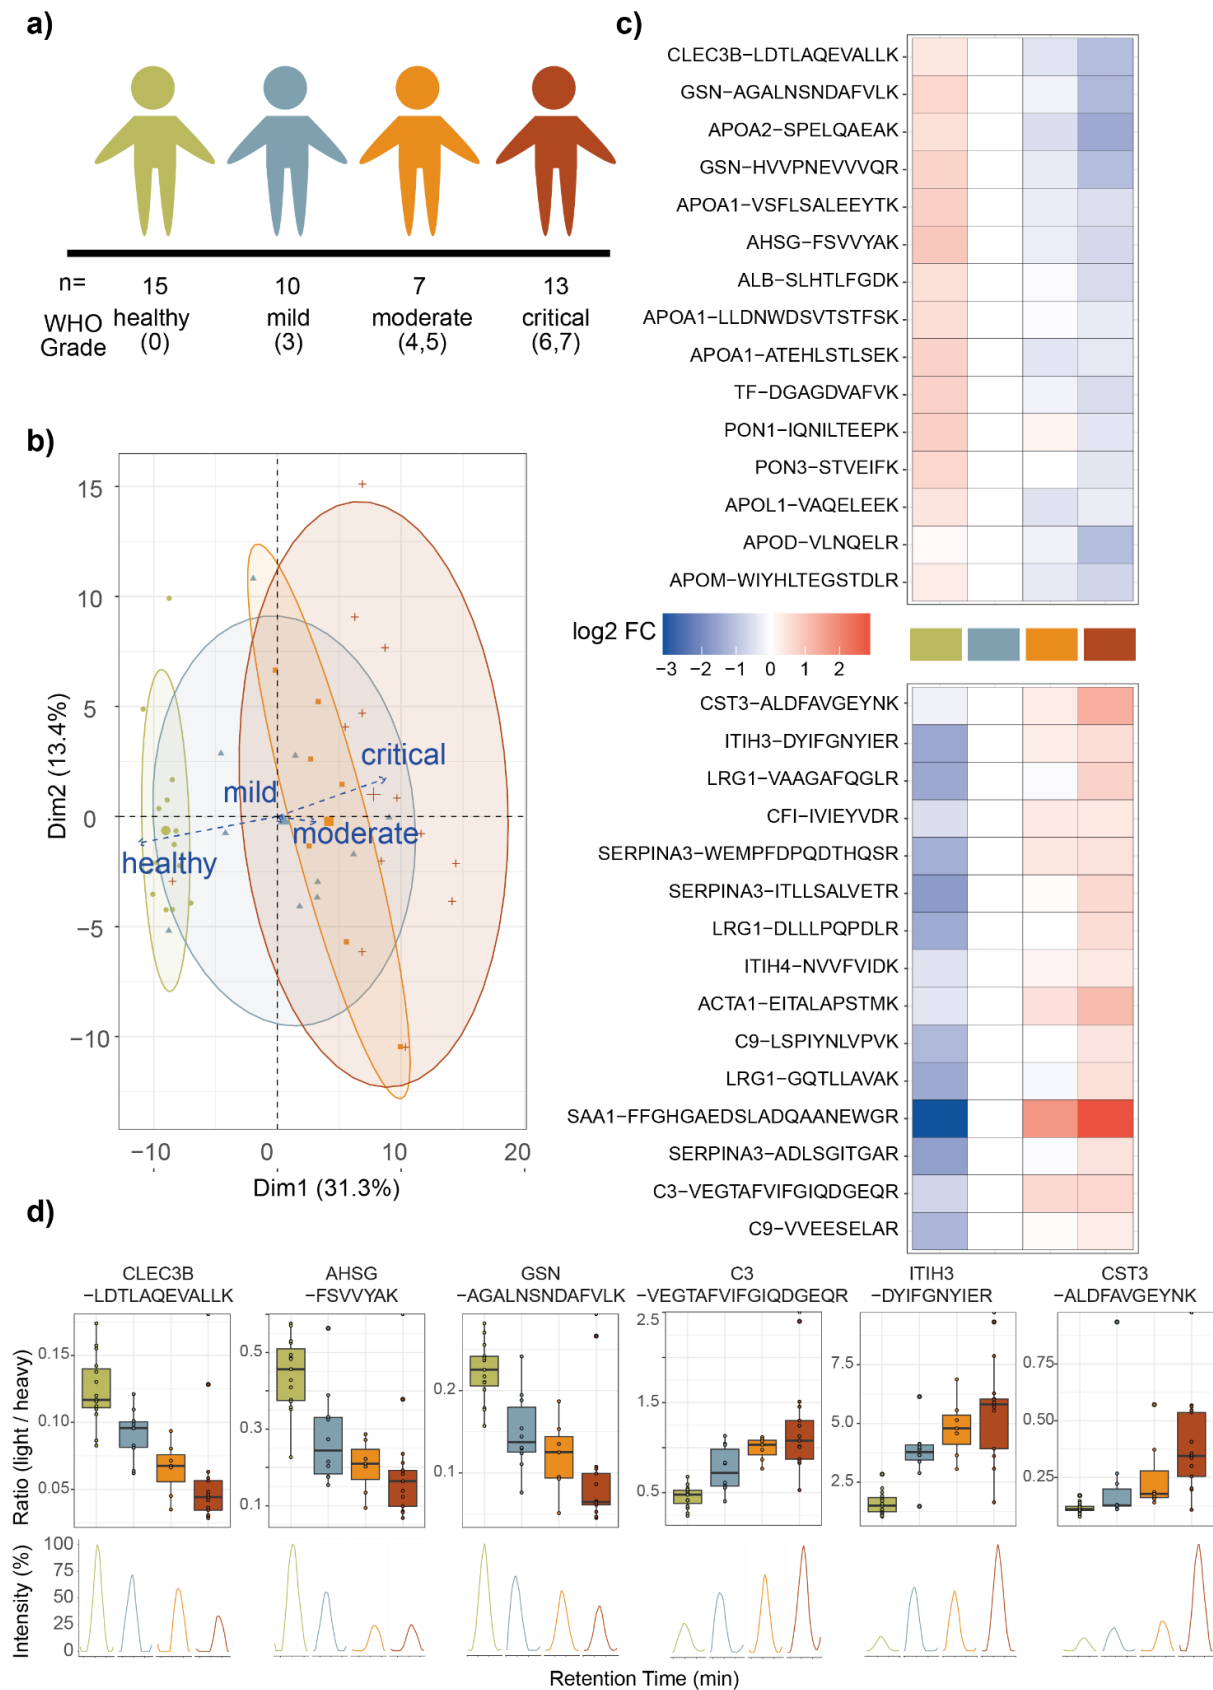 a)
n= 15 10 7 13
WHO Grade healthy mild moderate critical
(0) (3) (4,5) (6,7)
b)
15
10
5
0
−5
−10
Dim2 (13.4%)
critical
mild
moderate
healthy
−10 0 10 20
Dim1 (31.3%)
c)
CLEC3B−LDTLAQEVALLK
GSN−AGALNSNDAFVLK
APOA2−SPELQAEAK
GSN−HVVPNEVVVQR
APOA1−VSFLSALEEYTK
AHSG−FSVVYAK
ALB−SLHTLFGDK
APOA1−LLDNWDSVTSTFSK
APOA1−ATEHLSTLSEK
TF−DGAGDVAFVK
PON1−IQNILTEEPK
PON3−STVEIFK
APOL1−VAQELEEK
APOD−VLNQELR
APOM−WIYHLTEGSTDLR
log2 FC
−3 −2 −1 0 1 2
CST3−ALDFAVGEYNK
ITIH3−DYIFGNYIER
LRG1−VAAGAFQGLR
CFI−IVIEYVDR
SERPINA3−WEMPFDPQDTHQSR
SERPINA3−ITLLSALVETR
LRG1−DLLLPQPDLR
ITIH4−NVVFVIDK
ACTA1−EITALAPSTMK
C9−LSPIYNLVPVK
LRG1−GQTLLAVAK
SAA1−FFGHGAEDSLADQAANEWGR
SERPINA3−ADLSGITGAR
C3−VEGTAFVIFGIQDGEQR
C9−VVEESELAR
d)
CLEC3B AHSG GSN C3 ITIH3 CST3
−LDTLAQEVALLK −FSVVYAK −AGALNSNDAFVLK −VEGTAFVIFGIQDGEQR −DYIFGNYIER −ALDFAVGEYNK
Ratio (light / heavy)
0.15
0.10
0.05
0.5
0.3
0.1
0.2
0.1
2.5
1.5
0.5
7.5
5.0
2.5
0.75
0.50
0.25
Intensity (%)
100
75
50
25
0
Retention Time (min)